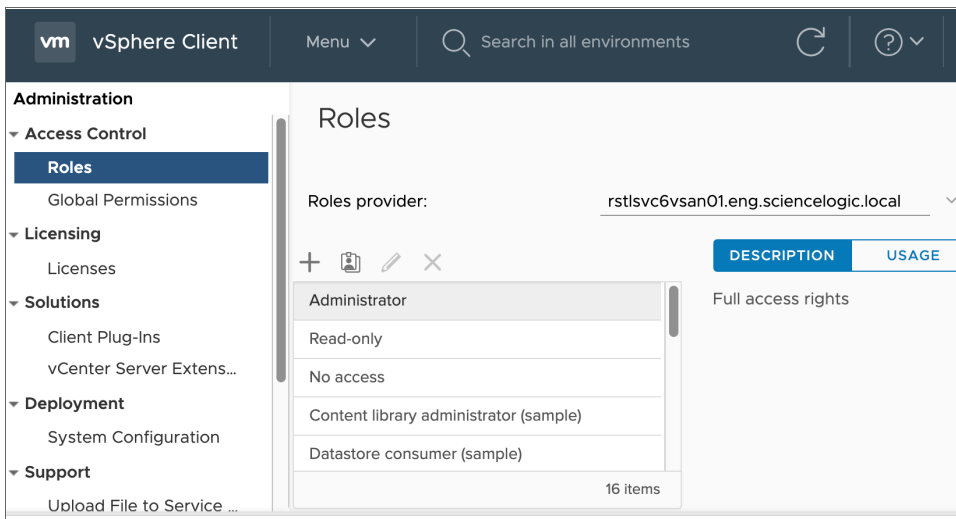 vm vSphere Client Menu Search in all environments ?
Administration
Access Control
Roles
Global Permissions
Licensing
Licenses
Solutions
Client Plug-Ins
vCenter Server Extens...
Deployment
System Configuration
Support
Upload File to Service ...
Roles
Roles provider: rstlsvc6vsan01.eng.sciencelogic.local
Administrator
Read-only
No access
Content library administrator (sample)
Datastore consumer (sample)
16 items
DESCRIPTION USAGE
Full access rights